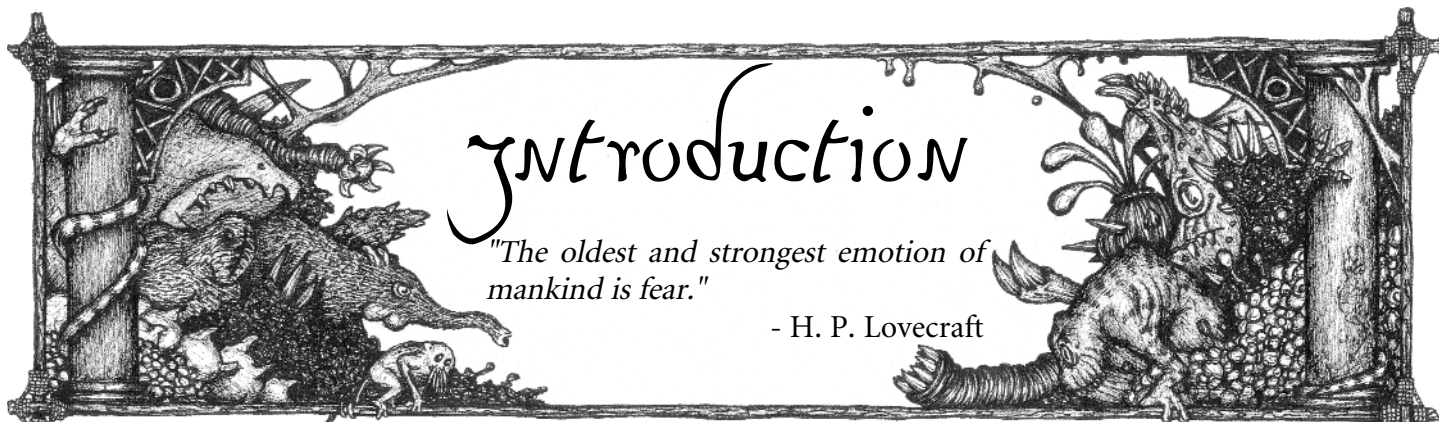 Introduction
"The oldest and strongest emotion of
mankind is fear."
- H. P. Lovecraft